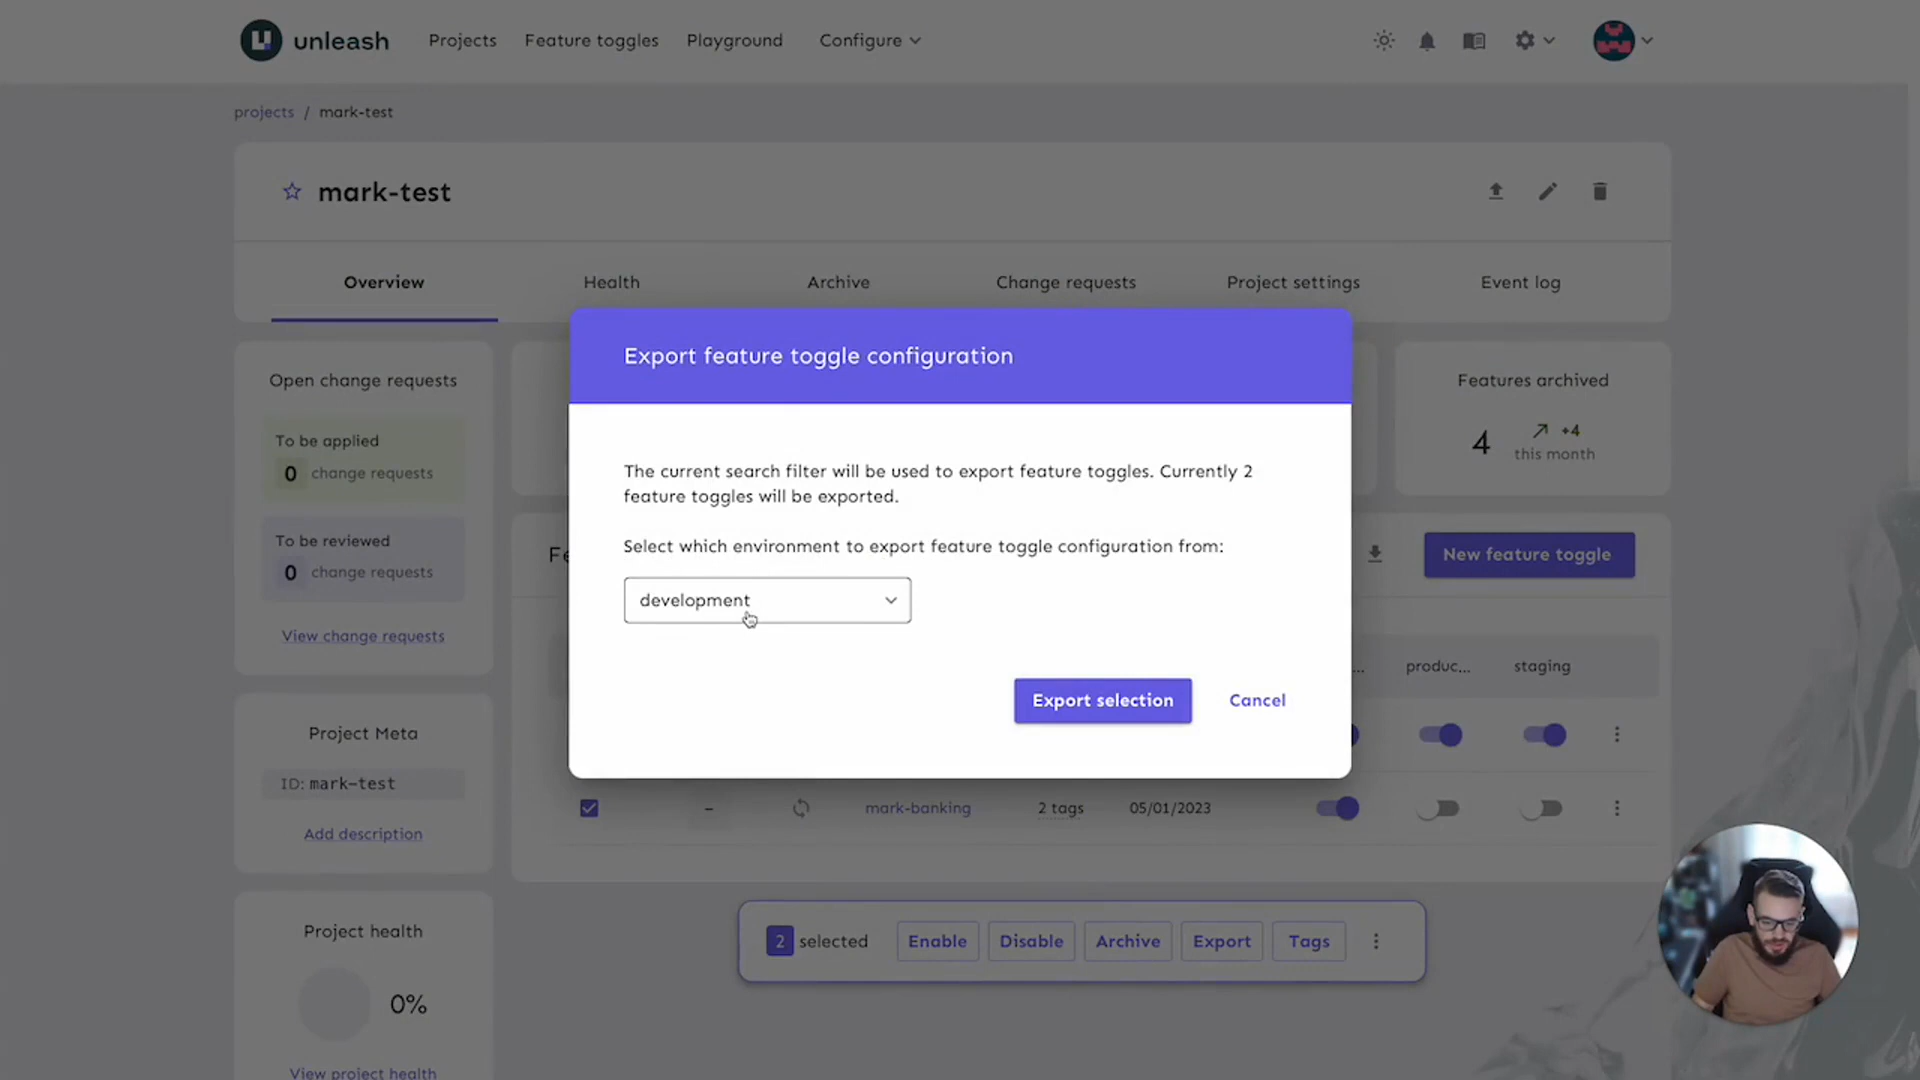 unleash
Projects
Feature toggles
Playground
Configure
projects / mark-test
mark-test
Overview
Health
Archive
Change requests
Project settings
Event log
Open change requests
To be applied
0 change requests
To be reviewed
0 change requests
View change requests
Project Meta
ID: mark-test
Add description
Project health
0%
View project health
Export feature toggle configuration
The current search filter will be used to export feature toggles. Currently 2
feature toggles will be exported.
Select which environment to export feature toggle configuration from:
development
Export selection
Cancel
Features archived
4
+4
this month
New feature toggle
produc...
staging
–
mark-banking
2 tags
05/01/2023
2 selected
Enable
Disable
Archive
Export
Tags